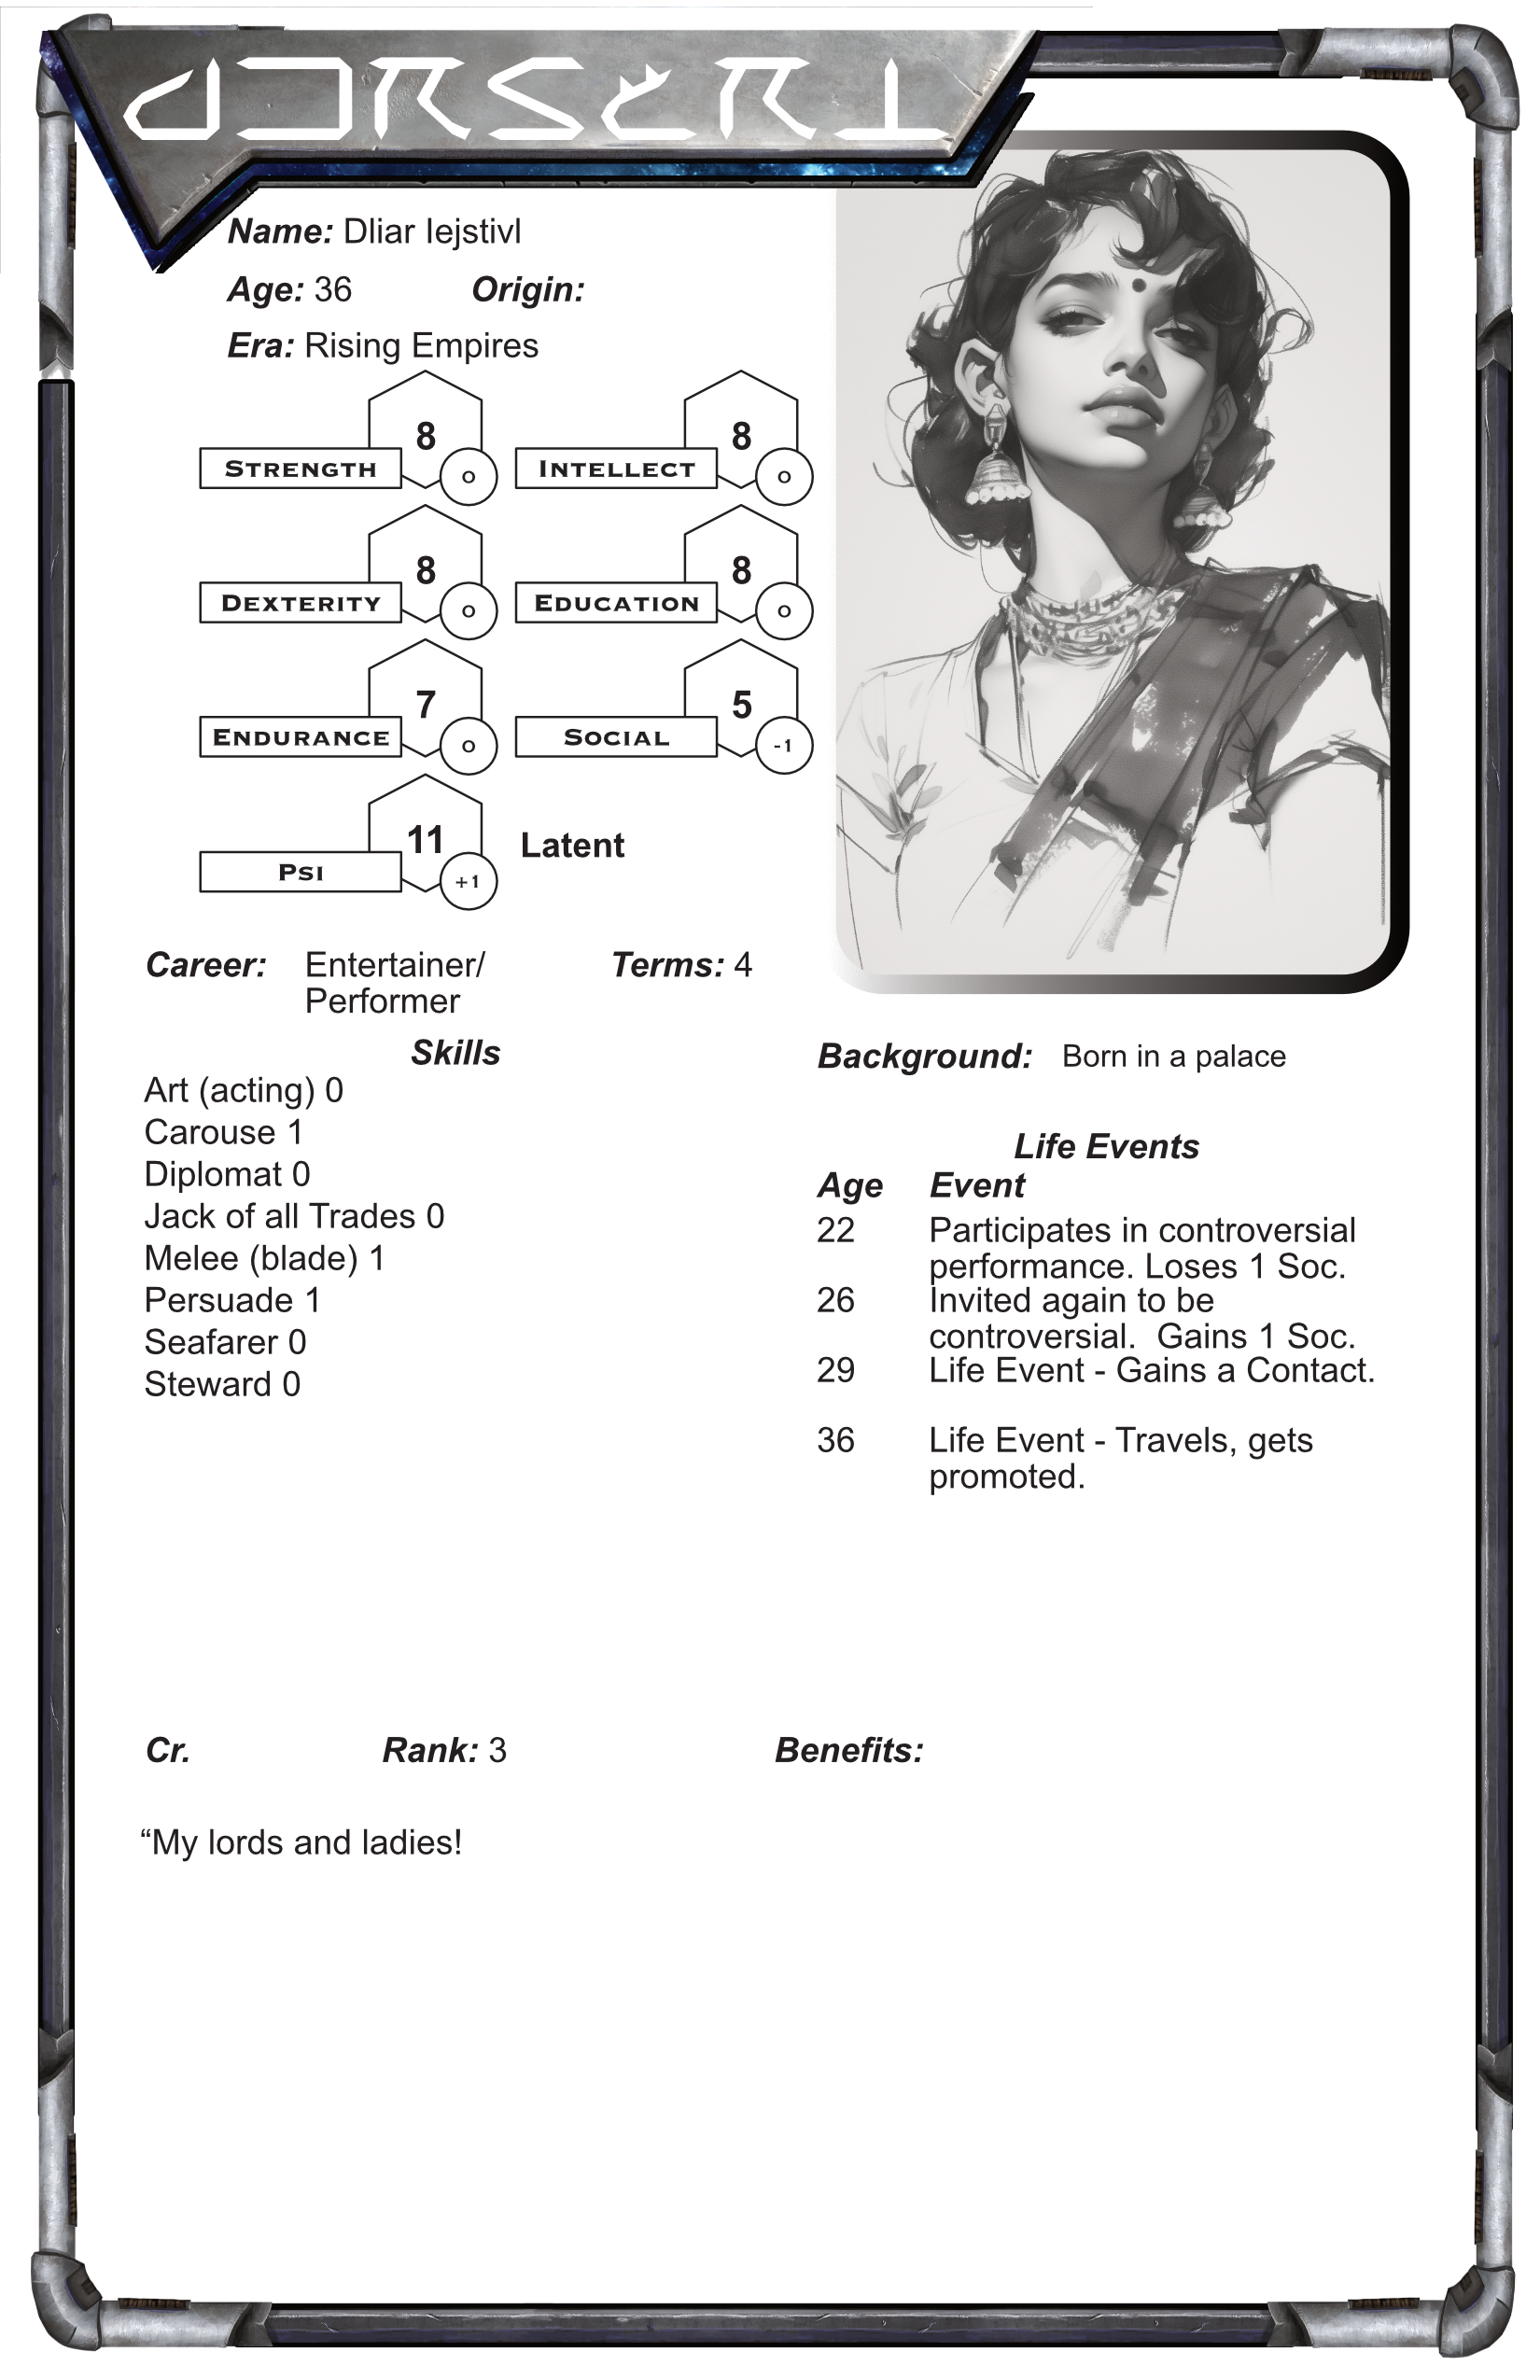 Name: Dliar Iejstivl
Age: 36 Origin:
Era: Rising Empires
8
STRENGTH 0
8
INTELLECT 0
8
DEXTERITY 0
8
EDUCATION 0
7
ENDURANCE 0
5
SOCIAL -1
11
PSI +1
Latent
Career: Entertainer/ Terms: 4
Performer
Skills
Art (acting) 0
Carouse 1
Diplomat 0
Jack of all Trades 0
Melee (blade) 1
Persuade 1
Seafarer 0
Steward 0
Background: Born in a palace
Life Events
Age Event
22 Participates in controversial
performance. Loses 1 Soc.
26 Invited again to be
controversial. Gains 1 Soc.
29 Life Event - Gains a Contact.
36 Life Event - Travels, gets
promoted.
Cr. Rank: 3 Benefits:
“My lords and ladies!